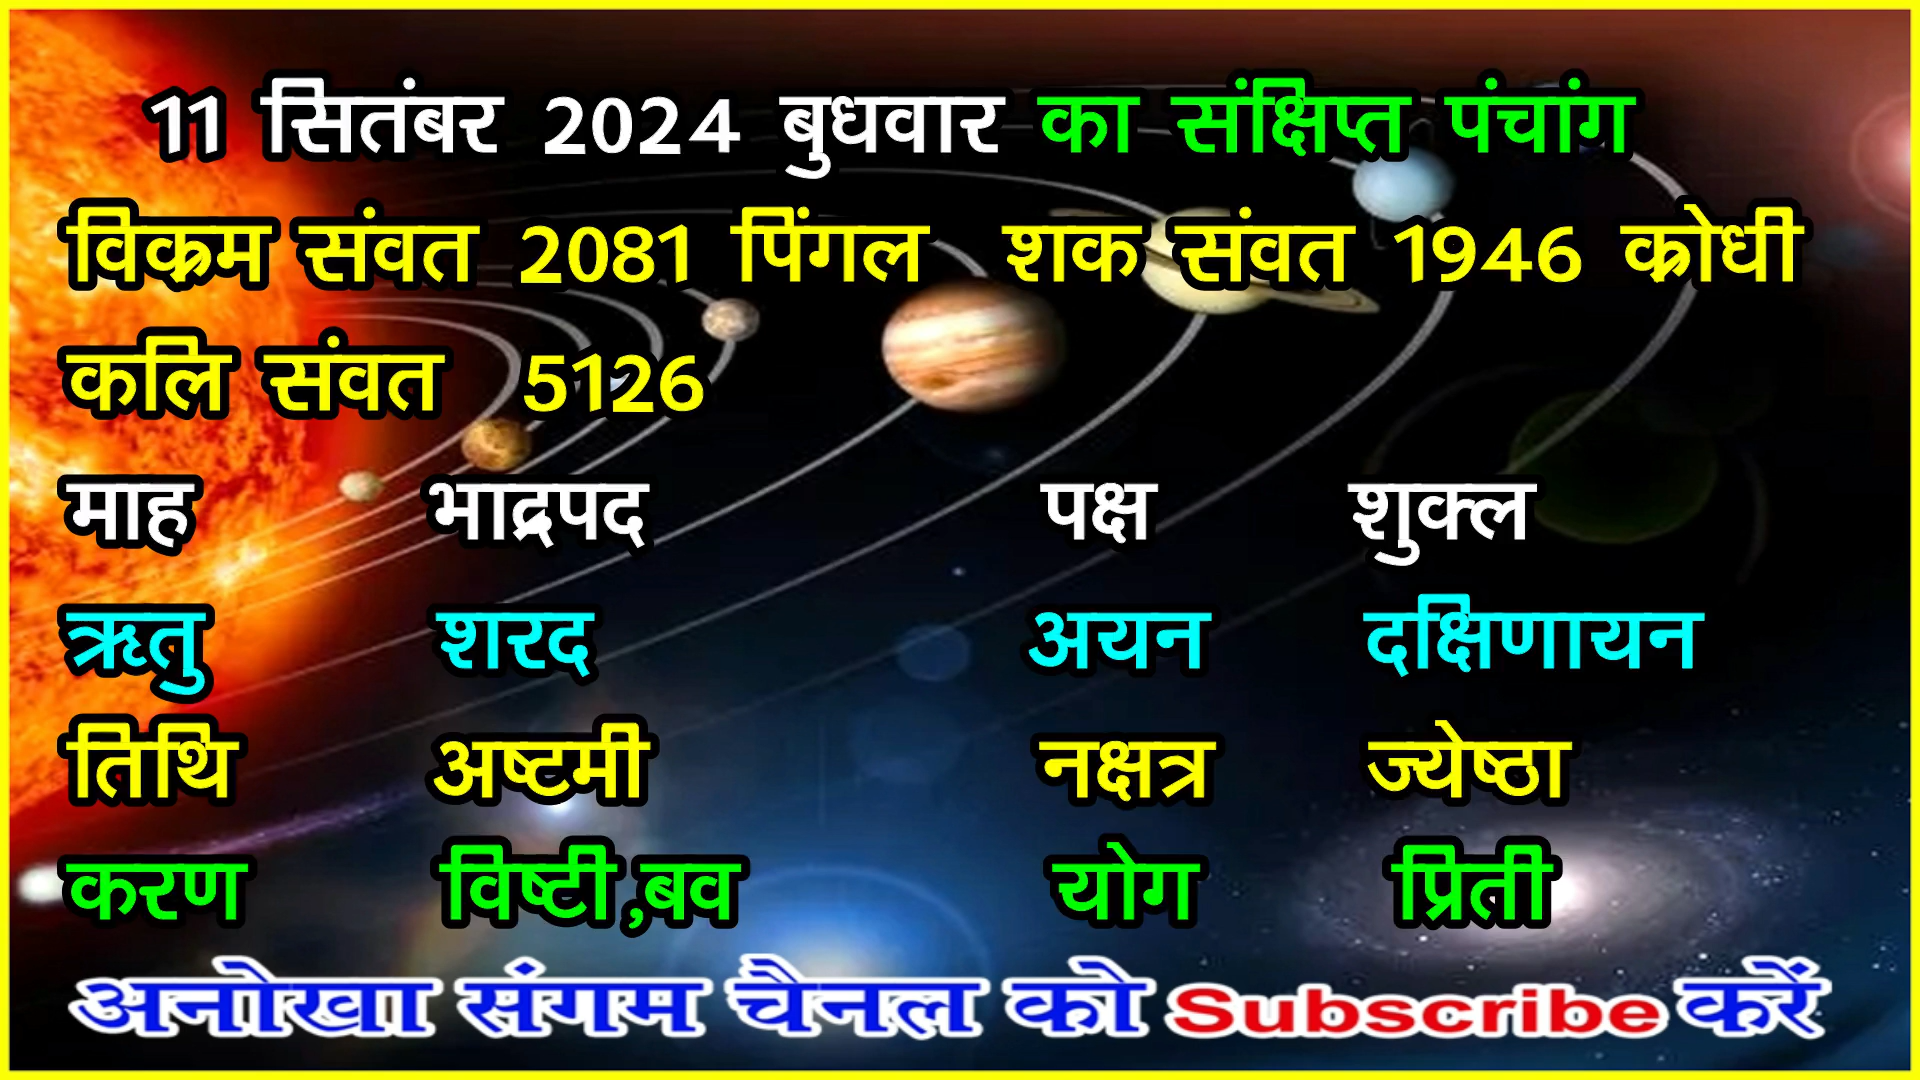 11 सितंबर 2024 बुधवार का संक्षिप्त पंचांग
विक्रम संवत 2081 पिंगल शक संवत 1946 क्रोधी
कलि संवत 5126
माह भाद्रपद पक्ष शुक्ल
ऋतु शरद अयन दक्षिणायन
तिथि अष्टमी नक्षत्र ज्येष्ठा
करण विष्टी,बव योग प्रिती
अनोखा संगम चैनल को Subscribe करें